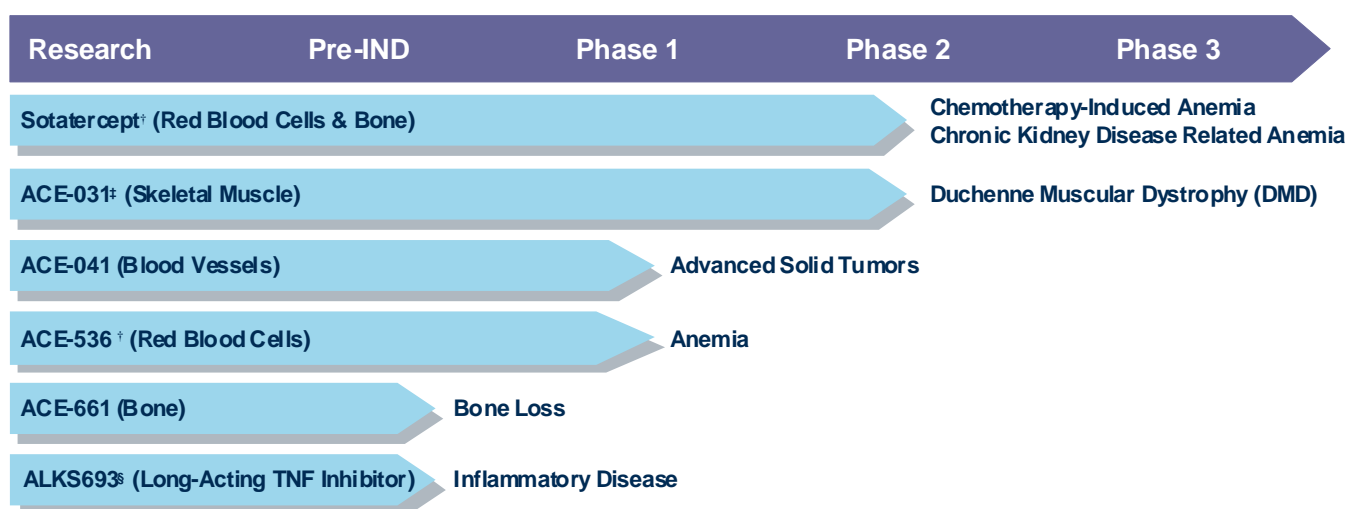 Research Pre-IND Phase 1 Phase 2 Phase 3
Sotatercept† (Red Blood Cells & Bone)
Chemotherapy-Induced Anemia
Chronic Kidney Disease Related Anemia
ACE-031‡ (Skeletal Muscle)
Duchenne Muscular Dystrophy (DMD)
ACE-041 (Blood Vessels)
Advanced Solid Tumors
ACE-536 † (Red Blood Cells)
Anemia
ACE-661 (Bone)
Bone Loss
ALKS693§ (Long-Acting TNF Inhibitor)
Inflammatory Disease